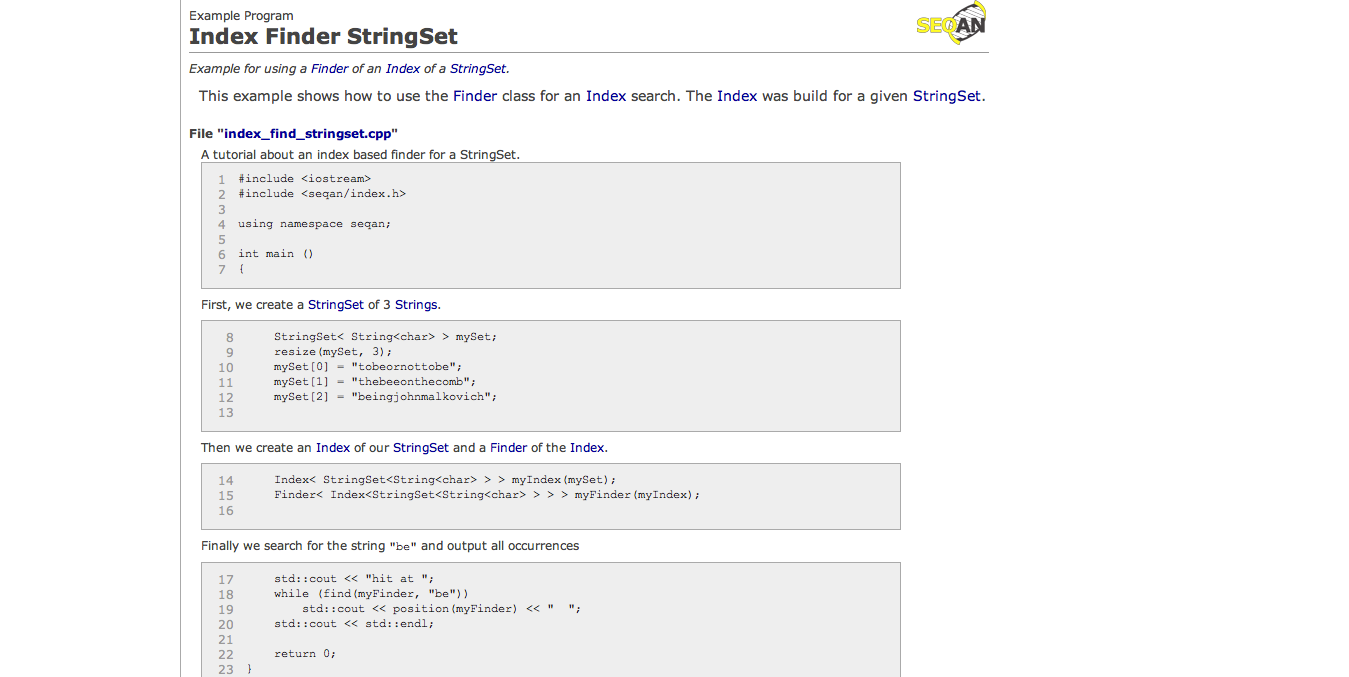 Example Program
SEQAN
Index Finder StringSet
Example for using a Finder of an Index of a StringSet.
This example shows how to use the Finder class for an Index search. The Index was build for a given StringSet.
File "index_find_stringset.cpp"
A tutorial about an index based finder for a StringSet.
1 #include <iostream>
2 #include <seqan/index.h>
3
4 using namespace seqan;
5
6 int main ()
7 {
First, we create a StringSet of 3 Strings.
8 StringSet< String<char> > mySet;
9 resize(mySet, 3);
10 mySet[0] = "tobeornottobe";
11 mySet[1] = "thebeeonthecomb";
12 mySet[2] = "beingjohnmalkovich";
13
Then we create an Index of our StringSet and a Finder of the Index.
14 Index< StringSet<String<char> > > myIndex(mySet);
15 Finder< Index<StringSet<String<char> > > > myFinder(myIndex);
16
Finally we search for the string "be" and output all occurrences
17 std::cout << "hit at ";
18 while (find(myFinder, "be"))
19 std::cout << position(myFinder) << "  ";
20 std::cout << std::endl;
21
22 return 0;
23 }